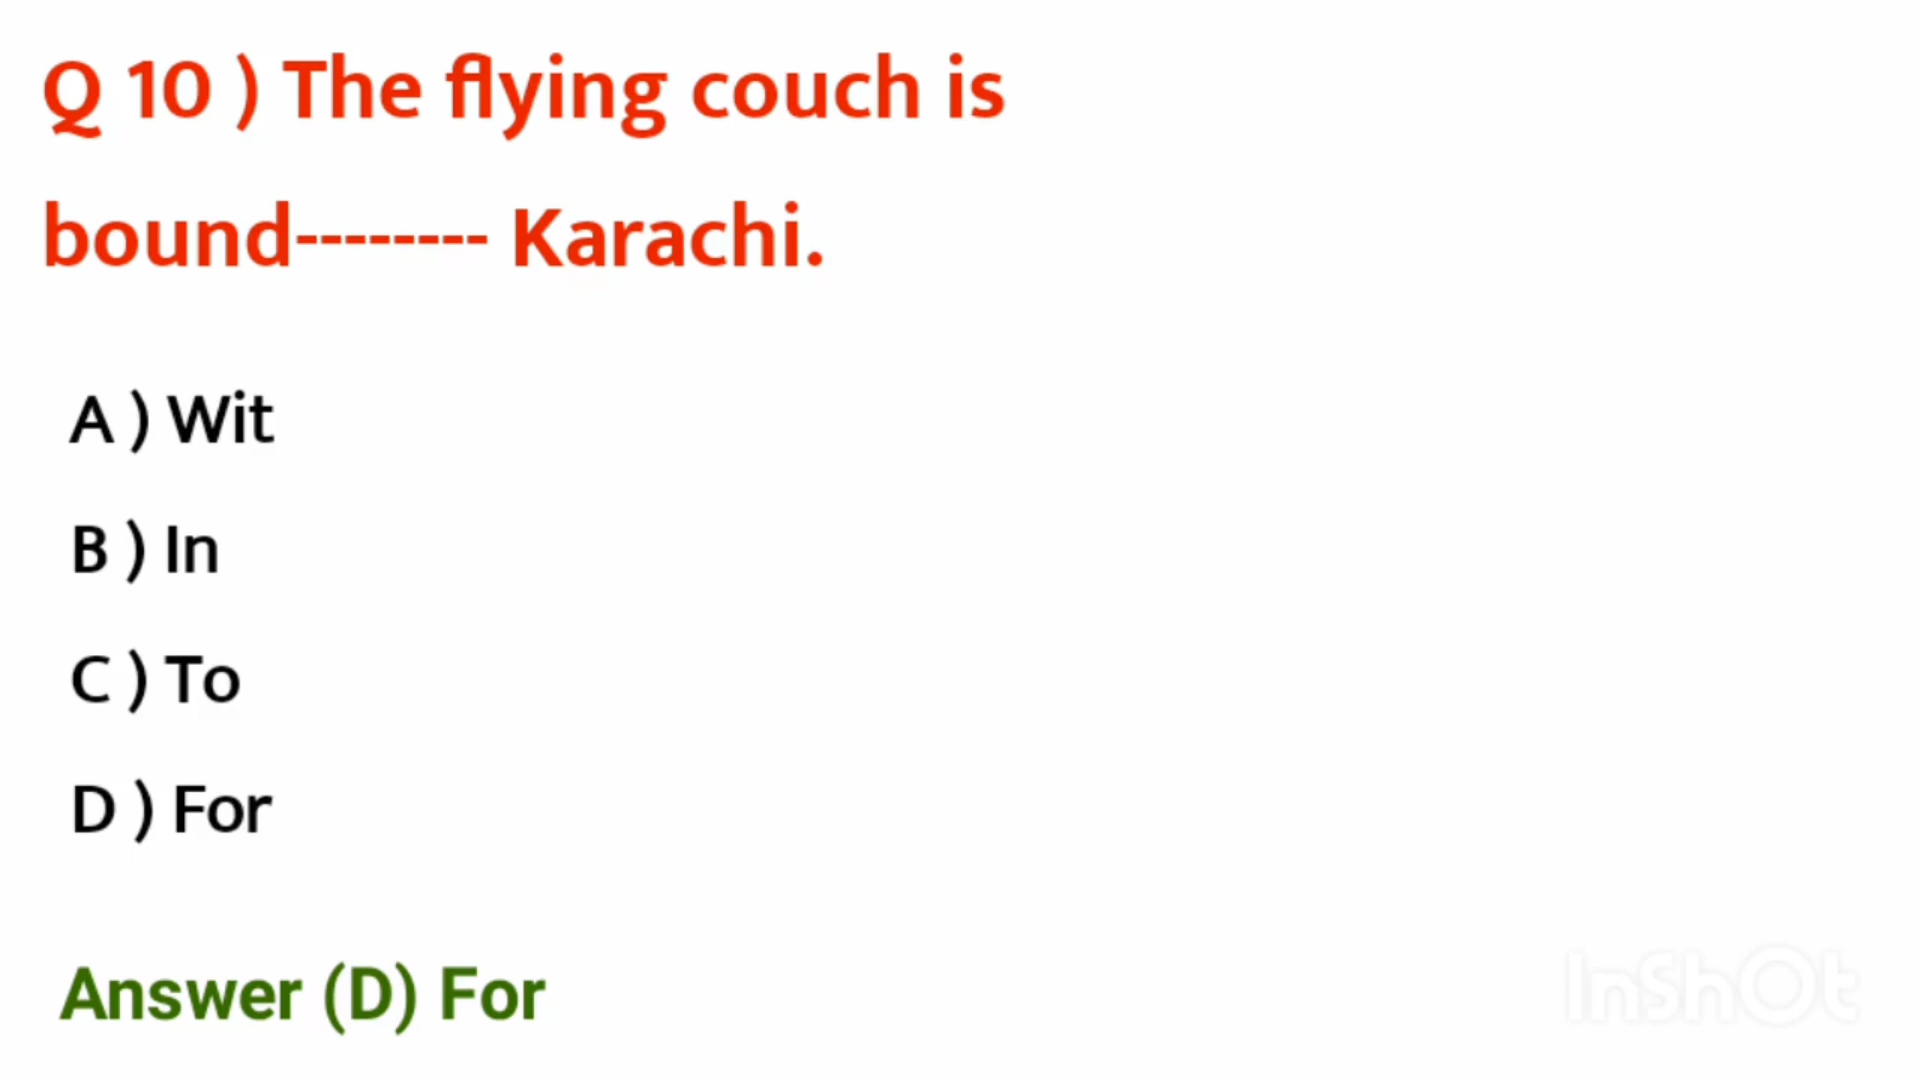 Q 10 ) The flying couch is
bound-------- Karachi.
A ) Wit
B ) In
C ) To
D ) For
Answer (D) For
InShOt